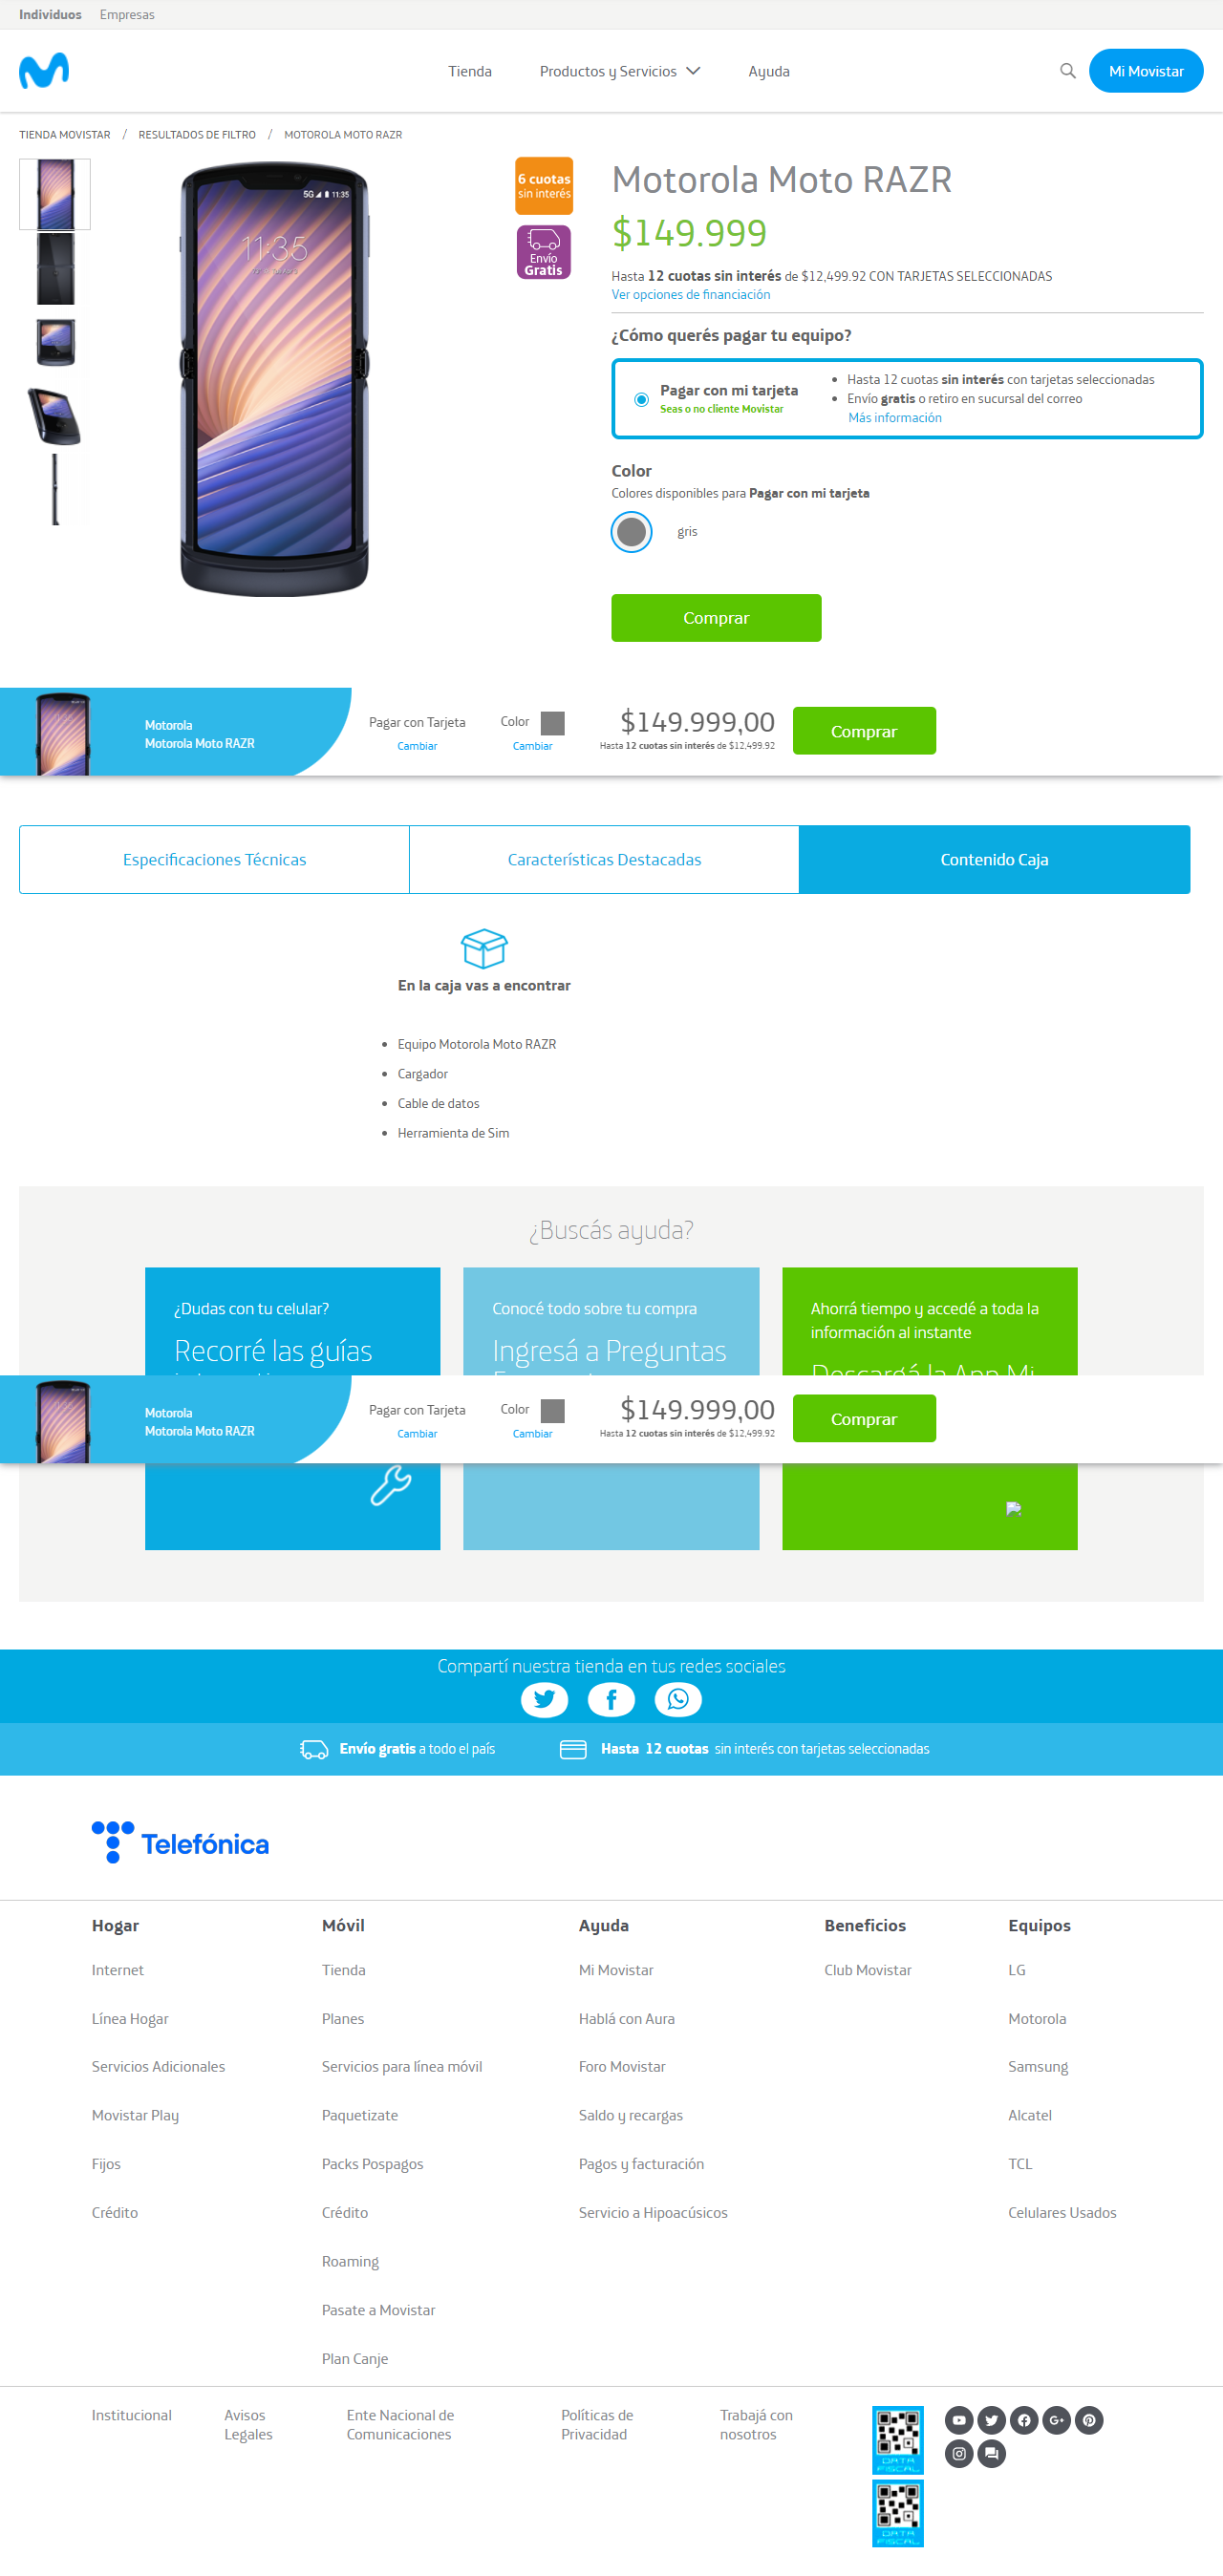 Individuos Empresas
Tienda Productos y Servicios Ayuda Mi Movistar
TIENDA MOVISTAR / RESULTADOS DE FILTRO / MOTOROLA MOTO RAZR
5G 11:35
11:35
6 cuotas
sin interés
Envío
Gratis
Motorola Moto RAZR
$149.999
Hasta 12 cuotas sin interés de $12,499.92 CON TARJETAS SELECCIONADAS
Ver opciones de financiación
¿Cómo querés pagar tu equipo?
Pagar con mi tarjeta
Seas o no cliente Movistar
Hasta 12 cuotas sin interés con tarjetas seleccionadas
Envío gratis o retiro en sucursal del correo
Más información
Color
Colores disponibles para Pagar con mi tarjeta
gris
Comprar
Motorola
Motorola Moto RAZR
Pagar con Tarjeta
Cambiar
Color
Cambiar
$149.999,00
Hasta 12 cuotas sin interés de $12,499.92
Comprar
Especificaciones Técnicas
Características Destacadas
Contenido Caja
En la caja vas a encontrar
Equipo Motorola Moto RAZR
Cargador
Cable de datos
Herramienta de Sim
¿Buscás ayuda?
¿Dudas con tu celular?
Recorré las guías
Conocé todo sobre tu compra
Ingresá a Preguntas
Ahorrá tiempo y accedé a toda la
información al instante
Descargá la App Mi
Motorola
Motorola Moto RAZR
Pagar con Tarjeta
Cambiar
Color
Cambiar
$149.999,00
Hasta 12 cuotas sin interés de $12,499.92
Comprar
Compartí nuestra tienda en tus redes sociales
Envío gratis a todo el país
Hasta 12 cuotas sin interés con tarjetas seleccionadas
Telefónica
Hogar
Internet
Línea Hogar
Servicios Adicionales
Movistar Play
Fijos
Crédito
Móvil
Tienda
Planes
Servicios para línea móvil
Paquetizate
Packs Pospagos
Crédito
Roaming
Pasate a Movistar
Plan Canje
Ayuda
Mi Movistar
Hablá con Aura
Foro Movistar
Saldo y recargas
Pagos y facturación
Servicio a Hipoacúsicos
Beneficios
Club Movistar
Equipos
LG
Motorola
Samsung
Alcatel
TCL
Celulares Usados
Institucional
Avisos
Legales
Ente Nacional de
Comunicaciones
Políticas de
Privacidad
Trabajá con
nosotros
DATA
FISCAL
DATA
FISCAL